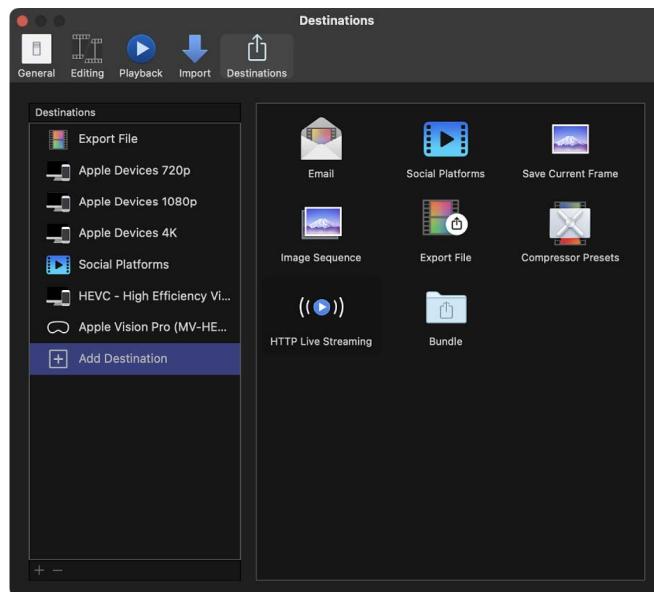 Destinations
General Editing Playback Import Destinations
Destinations
Export File
Apple Devices 720p
Apple Devices 1080p
Apple Devices 4K
Social Platforms
HEVC - High Efficiency Vi...
Apple Vision Pro (MV-HE...
Add Destination
Email Social Platforms Save Current Frame
Image Sequence Export File Compressor Presets
HTTP Live Streaming Bundle